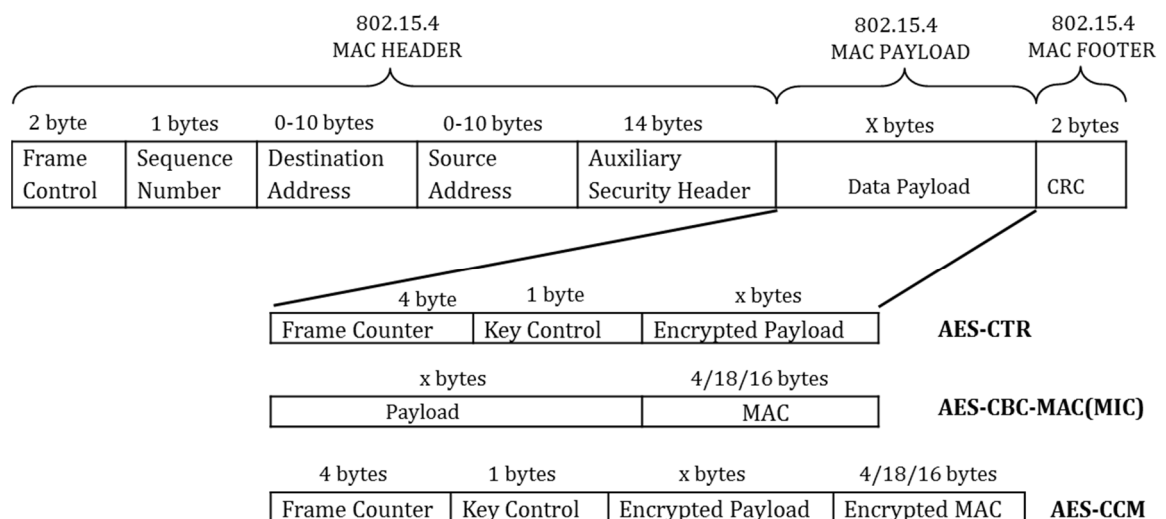 802.15.4 802.15.4 802.15.4
MAC HEADER MAC PAYLOAD MAC FOOTER
2 byte 1 bytes 0-10 bytes 0-10 bytes 14 bytes X bytes 2 bytes
Frame Sequence Destination Source Auxiliary
Control Number Address Address Security Header Data Payload CRC
4 byte 1 byte x bytes
Frame Counter Key Control Encrypted Payload AES-CTR
x bytes 4/18/16 bytes
Payload MAC AES-CBC-MAC(MIC)
4 bytes 1 bytes x bytes 4/18/16 bytes
Frame Counter Key Control Encrypted Payload Encrypted MAC AES-CCM